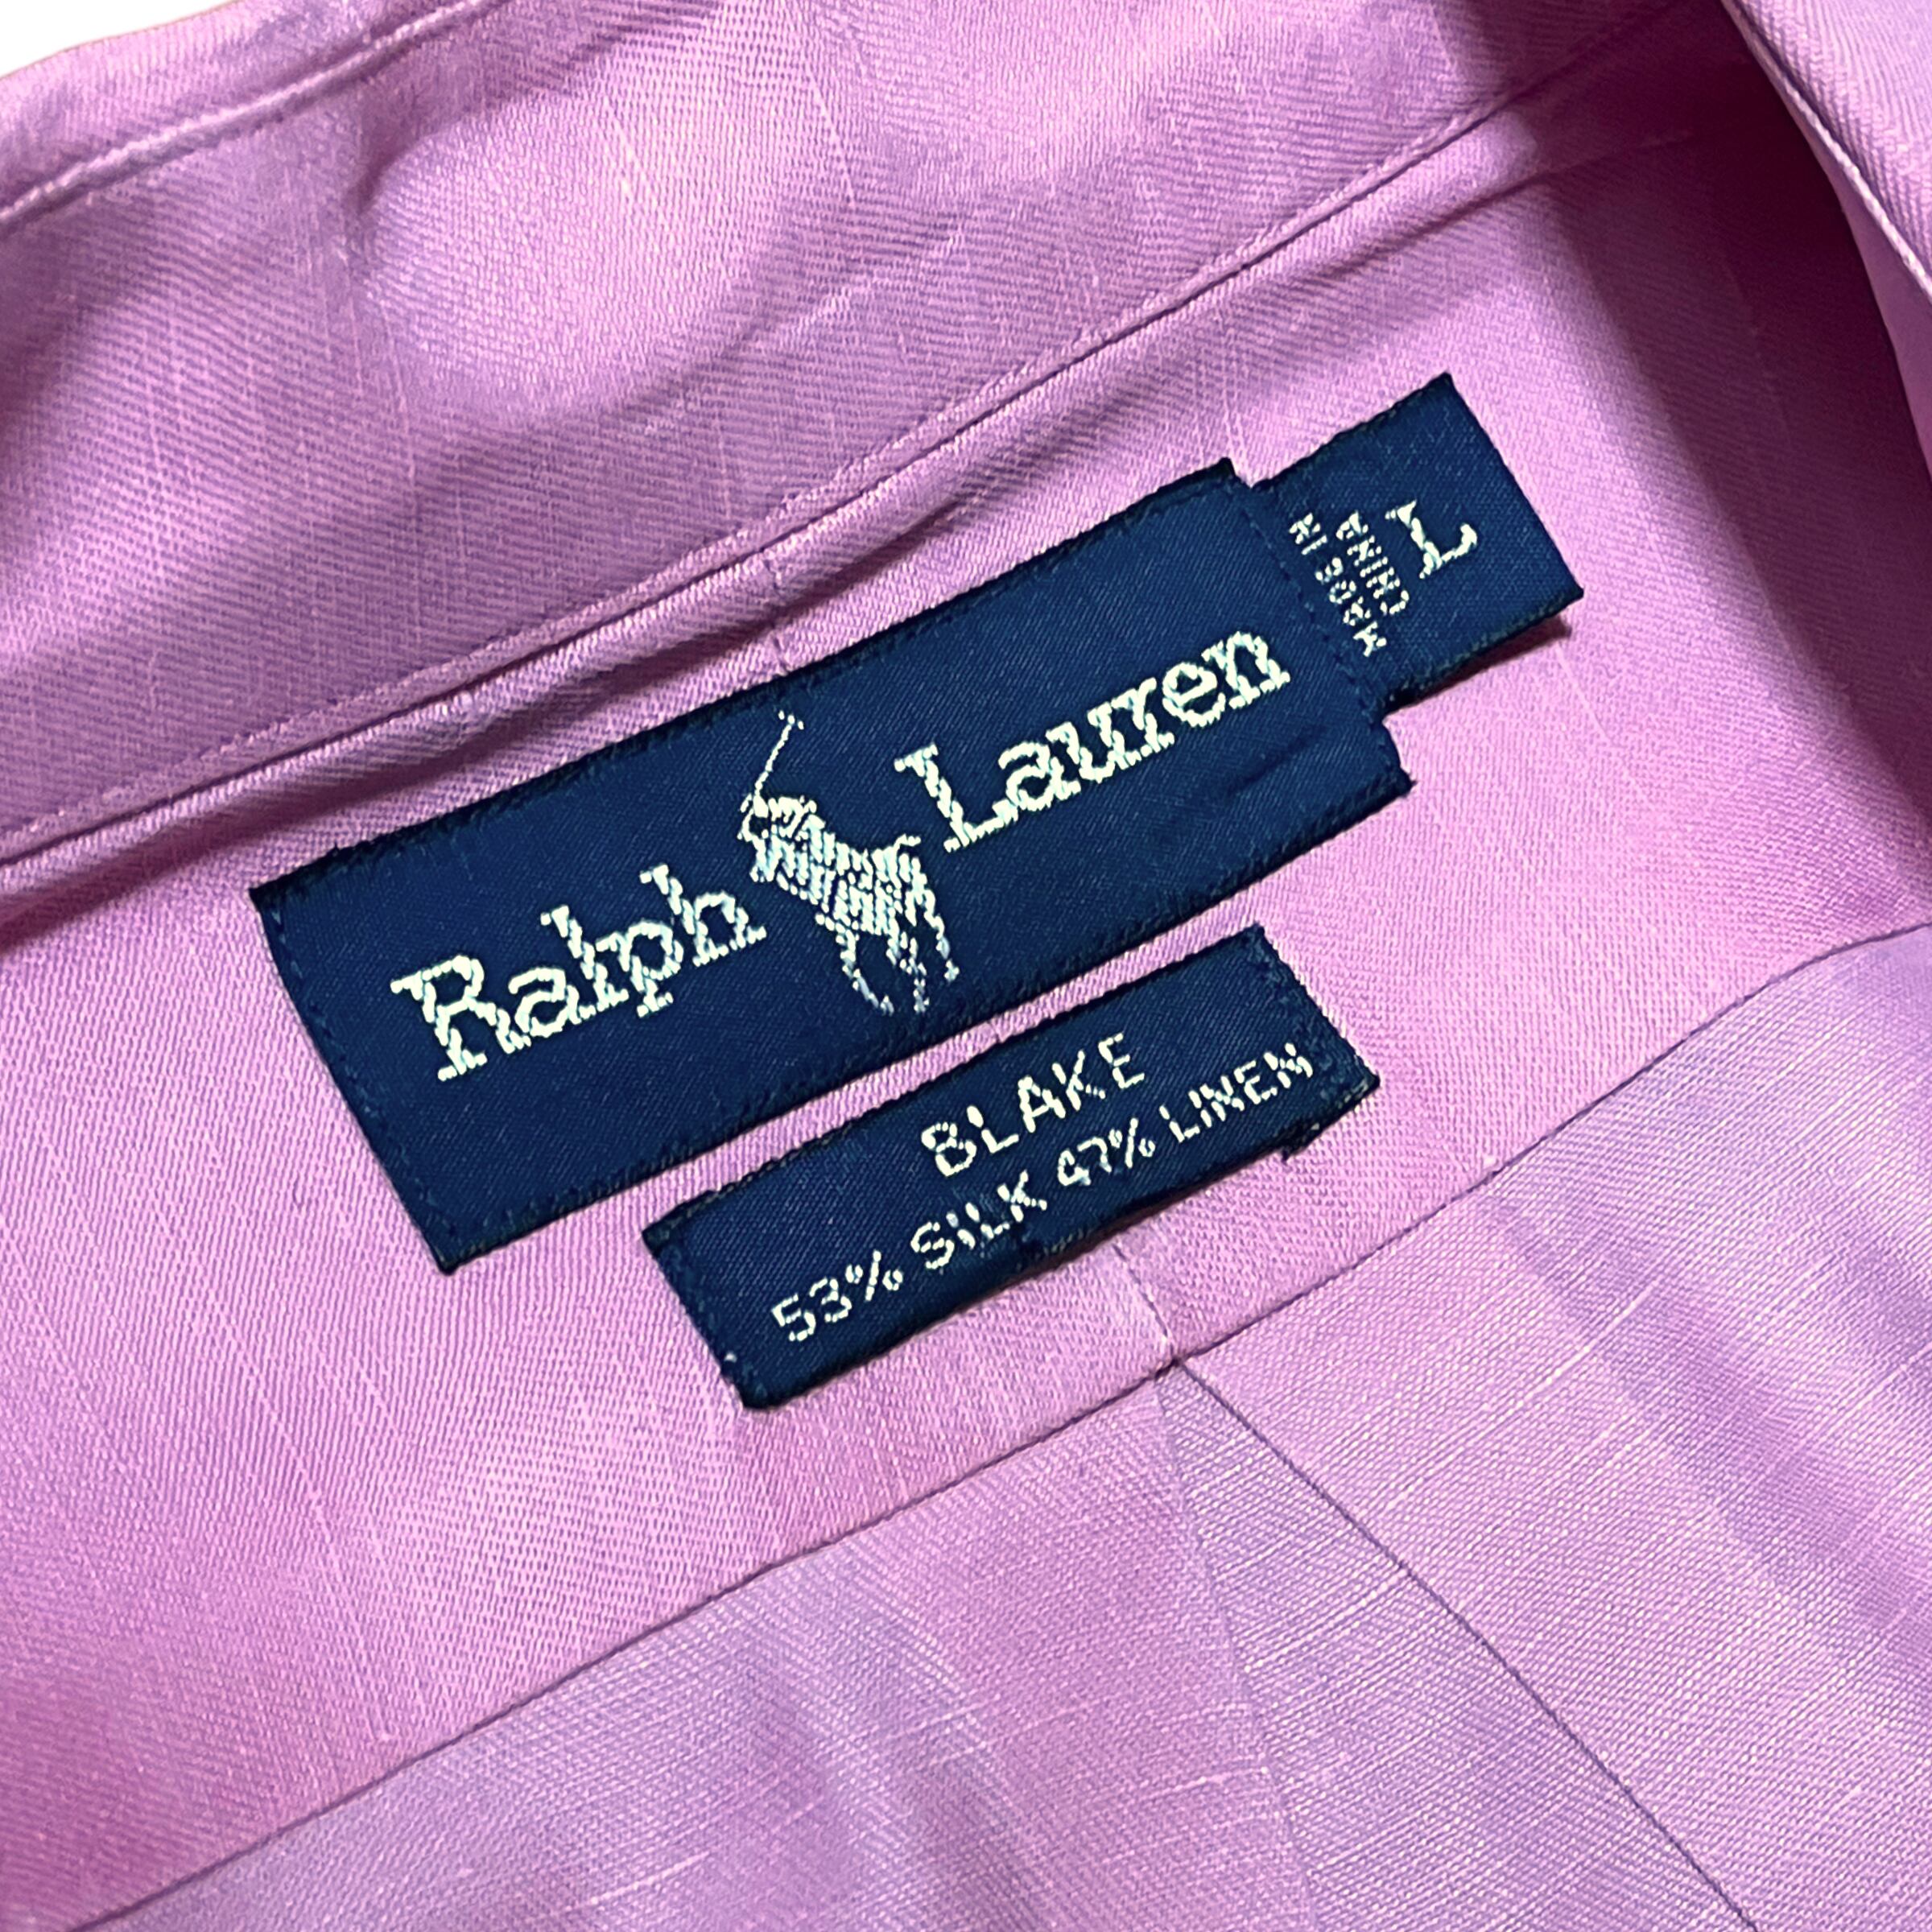 Ralph Lauren
MADE IN
CHINA
L
BLAKE
53% SILK 47% LINEN